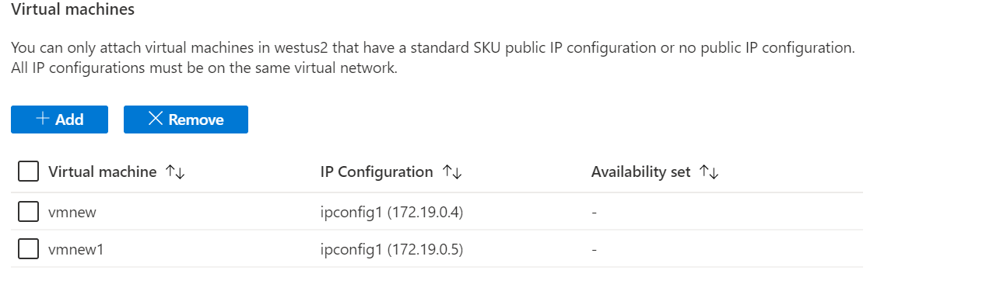 Virtual machines
You can only attach virtual machines in westus2 that have a standard SKU public IP configuration or no public IP configuration.
All IP configurations must be on the same virtual network.
Add Remove
Virtual machine IP Configuration Availability set
vmnew ipconfig1 (172.19.0.4) -
vmnew1 ipconfig1 (172.19.0.5) -